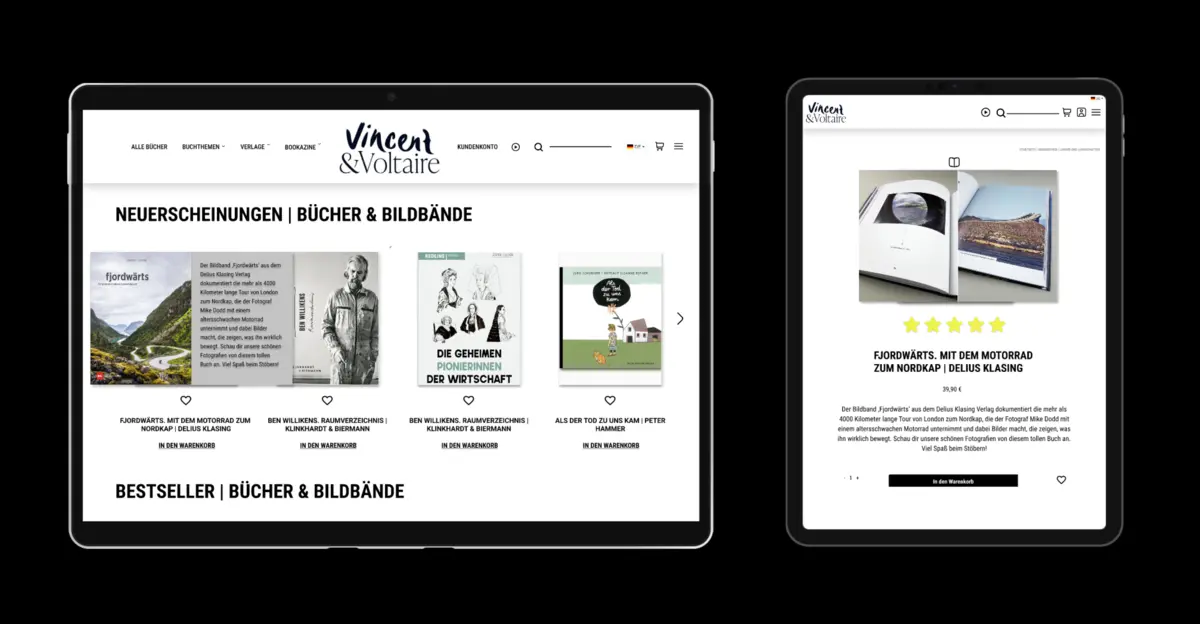 ALLE BÜCHER
BUCHTHEMEN
VERLAGE
BOOKAZINE
Vincent
&Voltaire
KUNDENKONTO
NEUERSCHEINUNGEN | BÜCHER & BILDBÄNDE
fjordwärts
Der Bildband ‚Fjordwärts' aus dem
Delius Klasing Verlag
dokumentiert die mehr als 4000
Kilometer lange Tour von London
zum Nordkap, die der Fotograf
Mike Dodd mit einem
altersschwachen Motorrad
unternimmt und dabei Bilder
macht, die zeigen, was ihn wirklich
bewegt. Schau dir unsere schönen
Fotografien von diesem tollen
Buch an. Viel Spaß beim Stöbern!
BEN WILLIKENS
DIE GEHEIMEN
PIONIERINNEN
DER WIRTSCHAFT
Als
der Tod
zu uns
kam
FJORDWÄRTS. MIT DEM MOTORRAD ZUM
NORDKAP | DELIUS KLASING
IN DEN WARENKORB
BEN WILLIKENS. RAUMVERZEICHNIS |
KLINKHARDT & BIERMANN
IN DEN WARENKORB
BEN WILLIKENS. RAUMVERZEICHNIS |
KLINKHARDT & BIERMANN
IN DEN WARENKORB
ALS DER TOD ZU UNS KAM | PETER
HAMMER
IN DEN WARENKORB
BESTSELLER | BÜCHER & BILDBÄNDE
Vincent
&Voltaire
FJORDWÄRTS. MIT DEM MOTORRAD
ZUM NORDKAP | DELIUS KLASING
39,90 €
Der Bildband ‚Fjordwärts' aus dem Delius Klasing Verlag dokumentiert die mehr als
4000 Kilometer lange Tour von London zum Nordkap, die der Fotograf Mike Dodd mit
einem altersschwachen Motorrad unternimmt und dabei Bilder macht, die zeigen, was
ihn wirklich bewegt. Schau dir unsere schönen Fotografien von diesem tollen Buch an.
Viel Spaß beim Stöbern!
- 1 +
In den Warenkorb